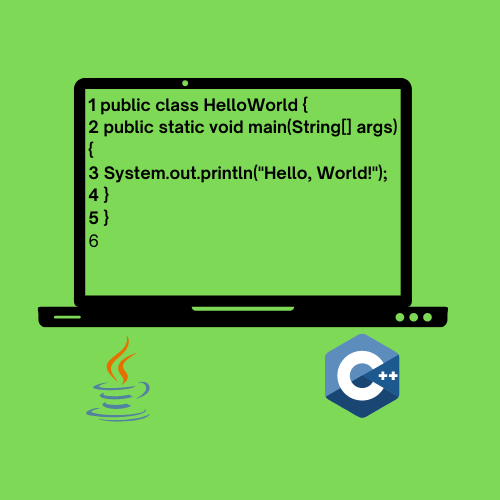 1 public class HelloWorld {
2 public static void main(String[] args)
{
3 System.out.println("Hello, World!");
4 }
5 }
6
C++